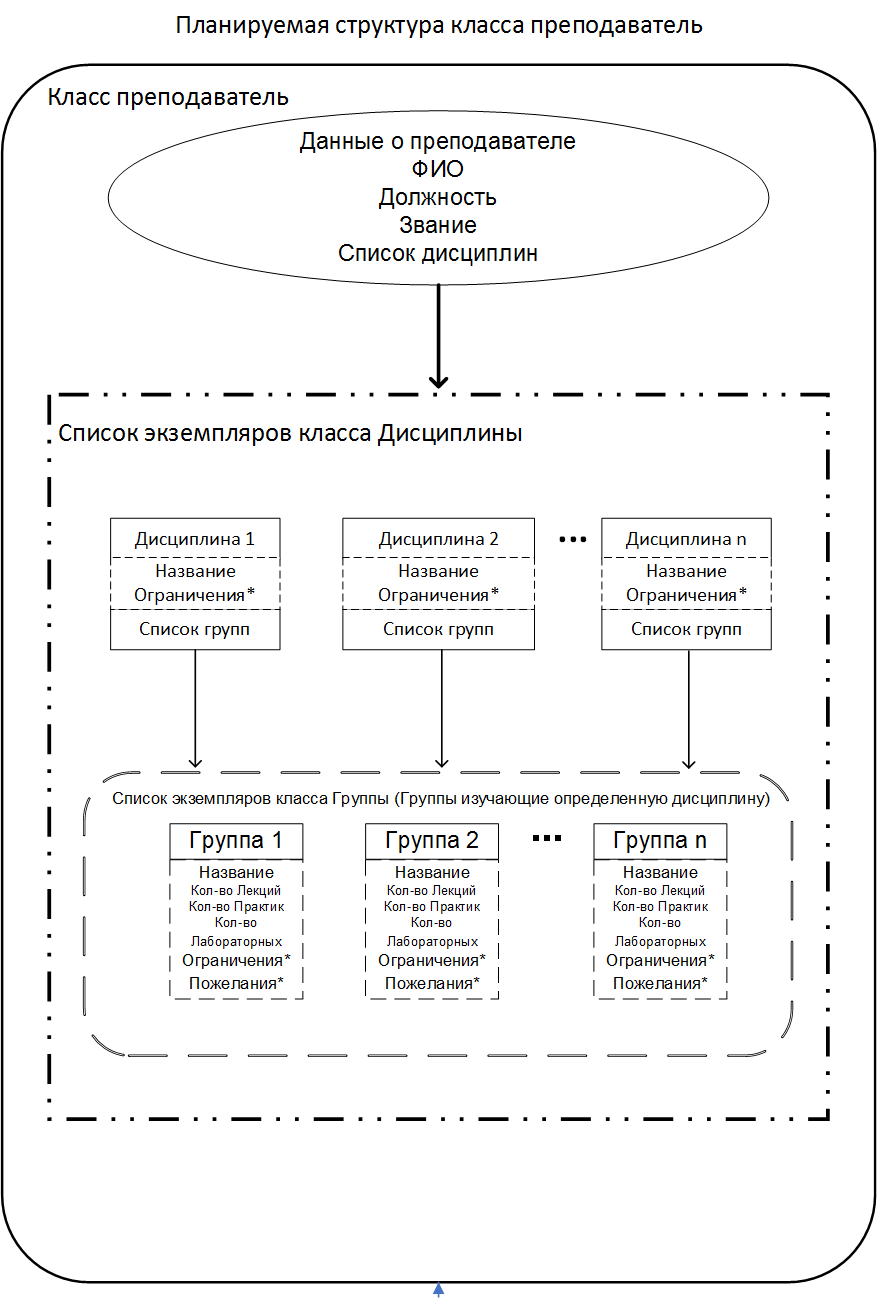 Планируемая структура класса преподаватель
Класс преподаватель
Данные о преподавателе
ФИО
Должность
Звание
Список дисциплин
Список экземпляров класса Дисциплины
Дисциплина 1
Название
Ограничения*
Список групп
Дисциплина 2
Название
Ограничения*
Список групп
...
Дисциплина n
Название
Ограничения*
Список групп
Список экземпляров класса Группы (Группы изучающие определенную дисциплину)
Группа 1
Название
Кол-во Лекций
Кол-во Практик
Кол-во
Лабораторных
Ограничения*
Пожелания*
Группа 2
Название
Кол-во Лекций
Кол-во Практик
Кол-во
Лабораторных
Ограничения*
Пожелания*
...
Группа n
Название
Кол-во Лекций
Кол-во Практик
Кол-во
Лабораторных
Ограничения*
Пожелания*